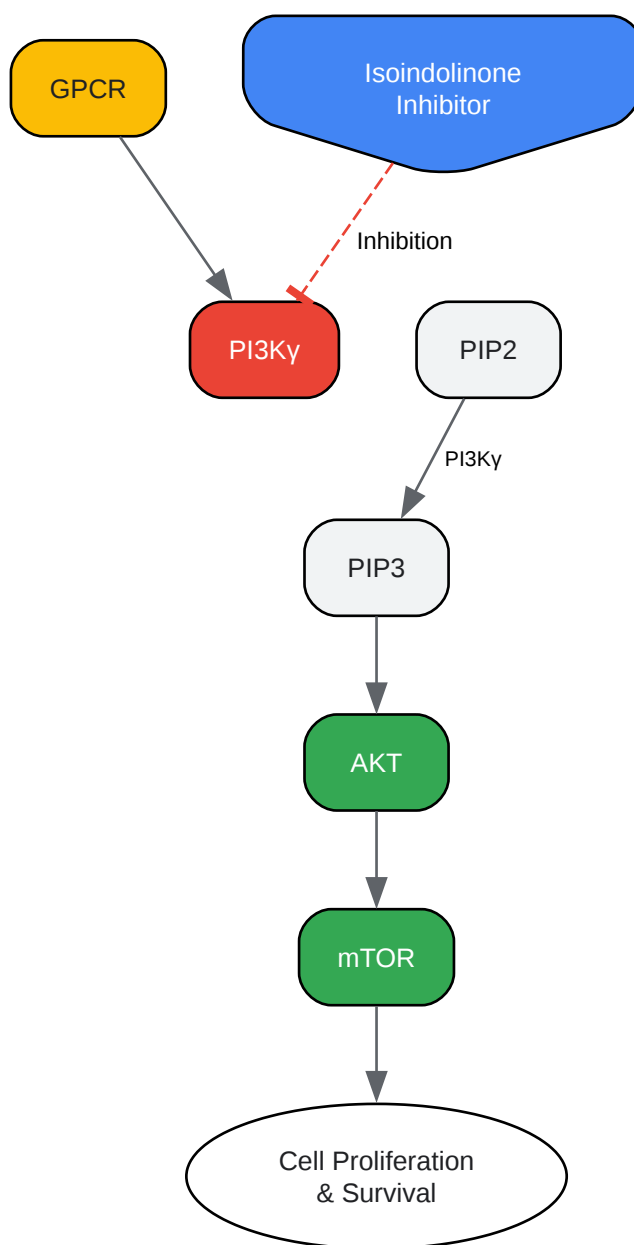 GPCR
Isoindolinone
Inhibitor
Inhibition
PI3Kγ
PIP2
PI3Kγ
PIP3
AKT
mTOR
Cell Proliferation
& Survival